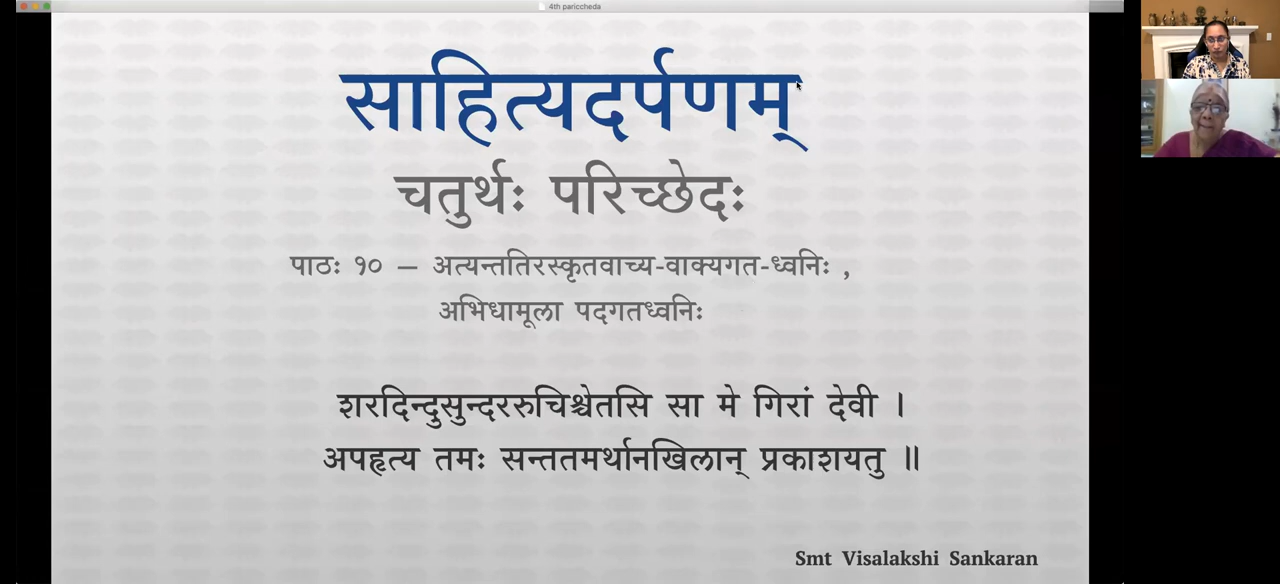 4th pariccheda
साहित्यदर्पणम्
चतुर्थः परिच्छेदः
पाठः १० – अत्यन्ततिरस्कृतवाच्य-वाक्यगत-ध्वनिः ,
अभिधामूला पदगतध्वनिः
शरदिन्दुसुन्दररुचिश्चेतसि सा मे गिरां देवी ।
अपहृत्य तमः सन्ततमर्थानखिलान् प्रकाशयतु ॥
Smt Visalakshi Sankaran